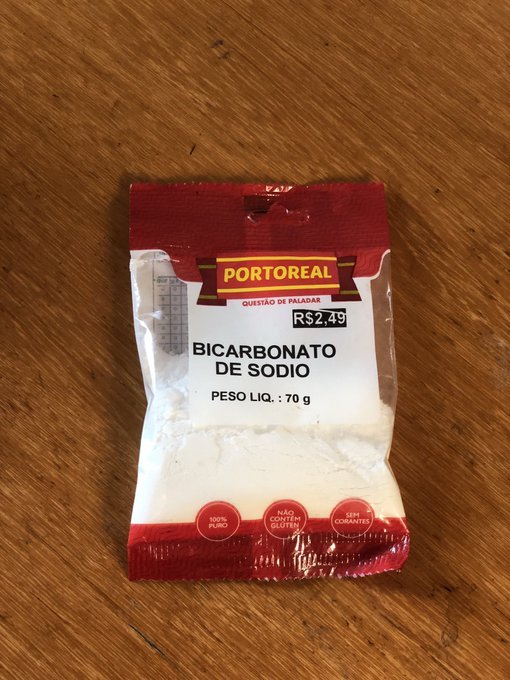 PORTOREAL
QUESTÃO DE PALADAR
R$2,49
BICARBONATO
DE SODIO
PESO LIQ. : 70 g
100%
PURO
NÃO
CONTÉM
GLÚTEN
SEM
CORANTES